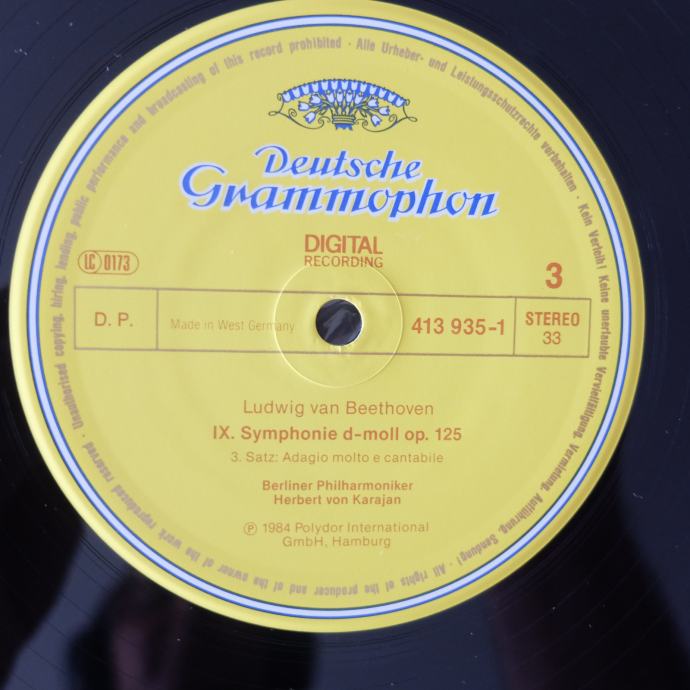 Deutsche
Grammophon
DIGITAL
RECORDING
LC 0173
3
D. P.
Made in West Germany
413 935-1
STEREO
33
Ludwig van Beethoven
IX. Symphonie d-moll op. 125
3. Satz: Adagio molto e cantabile
Berliner Philharmoniker
Herbert von Karajan
℗ 1984 Polydor International
GmbH, Hamburg
Alle Urheber- und Leistungsschutzrechte vorbehalten · Kein Verleih! Keine unerlaubte Vervielfältigung, Vermietung, Aufführung, Sendung! · All rights of the producer and of the owner of the work reproduced reserved · Unauthorised copying, hiring, lending, public performance and broadcasting of this record prohibited ·